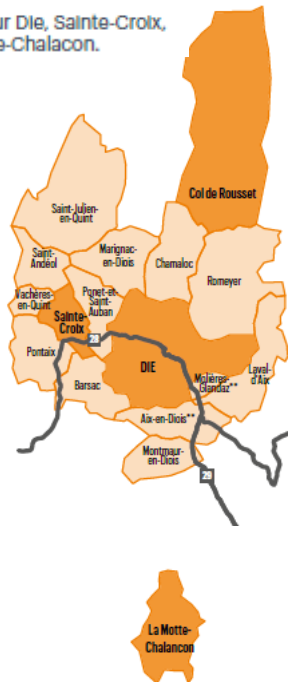 ur Die, Sainte-Croix,
e-Chalacon.
Col de Rousset
Saint-Julien-
en-Quint
Saint-
Andéol
Marignac-
en-Diois
Chamaloc
Romeyer
Vachères-
en-Quint
Ponet-et-
Saint-
Auban
Sainte-
Croix
Pontaix
28
DIE
Barsac
Molières-
Glandaz**
Laval-
d'Aix
Aix-en-Diois**
Montmaur-
en-Diois
29
La Motte-
Chalancon